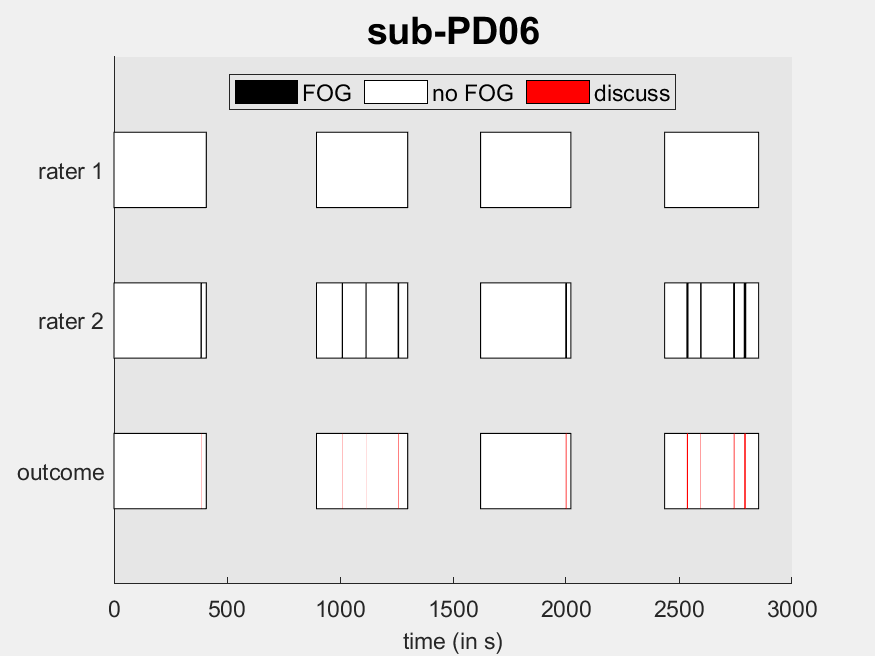 sub-PD06
FOG no FOG discuss
rater 1
rater 2
outcome
0 500 1000 1500 2000 2500 3000
time (in s)